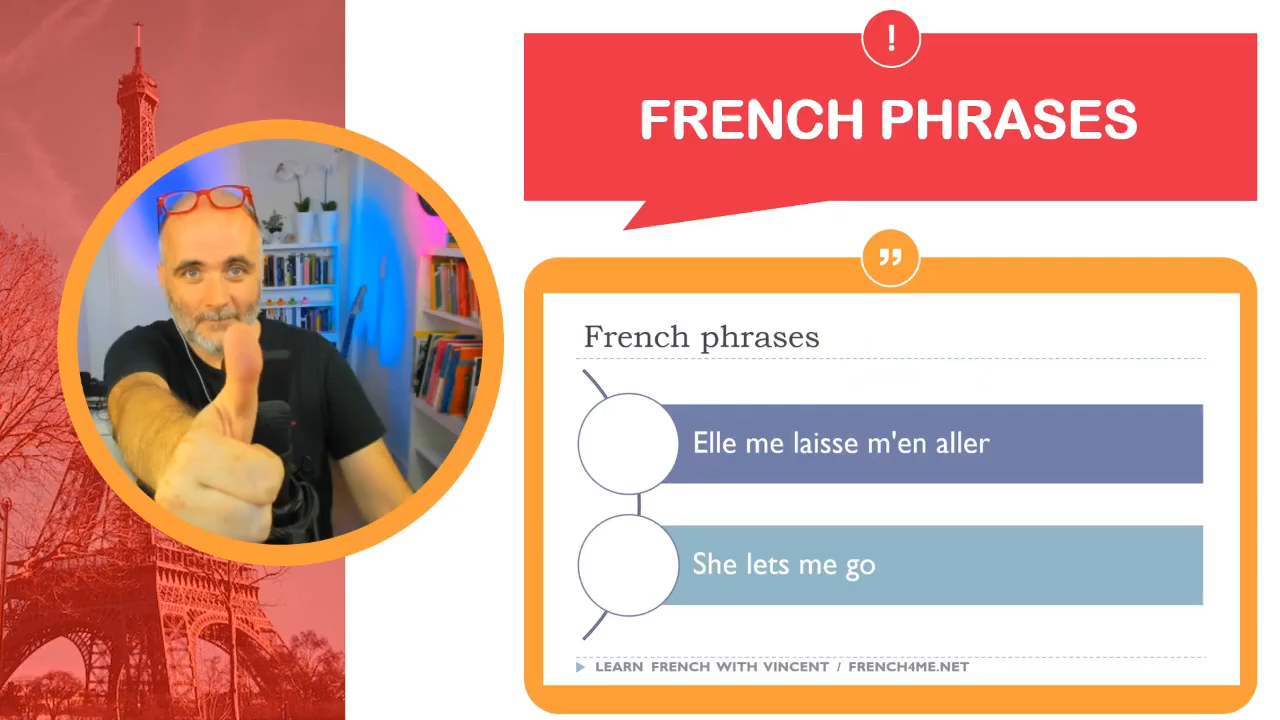 !
FRENCH PHRASES
”
French phrases
Elle me laisse m'en aller
She lets me go
LEARN FRENCH WITH VINCENT / FRENCH4ME.NET